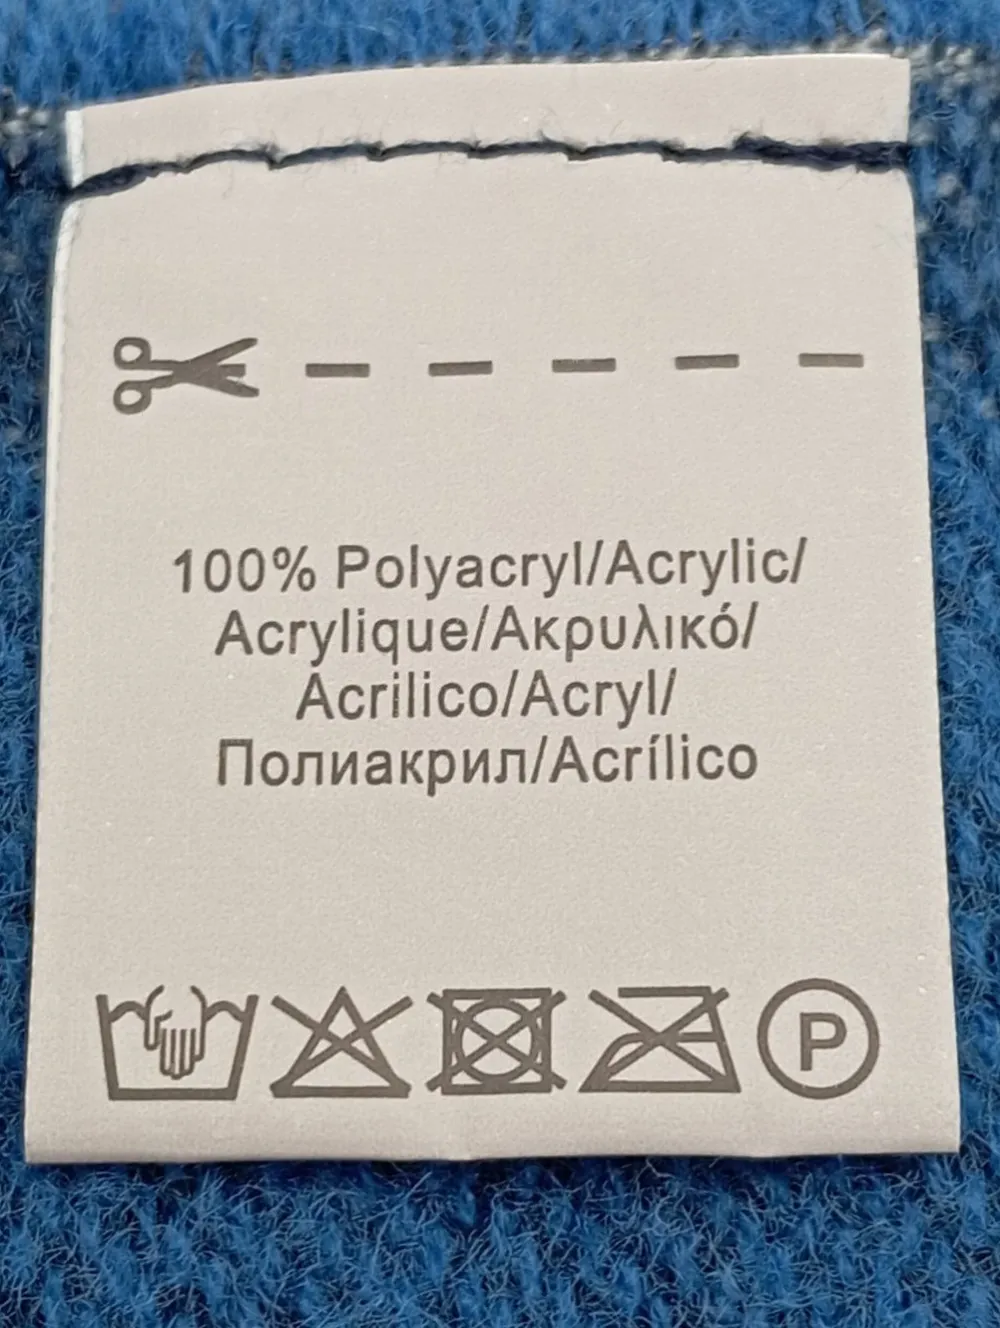 100% Polyacryl/Acrylic/
Acrylique/Ακρυλικό/
Acrilico/Acryl/
Полиакрил/Acrílico
P